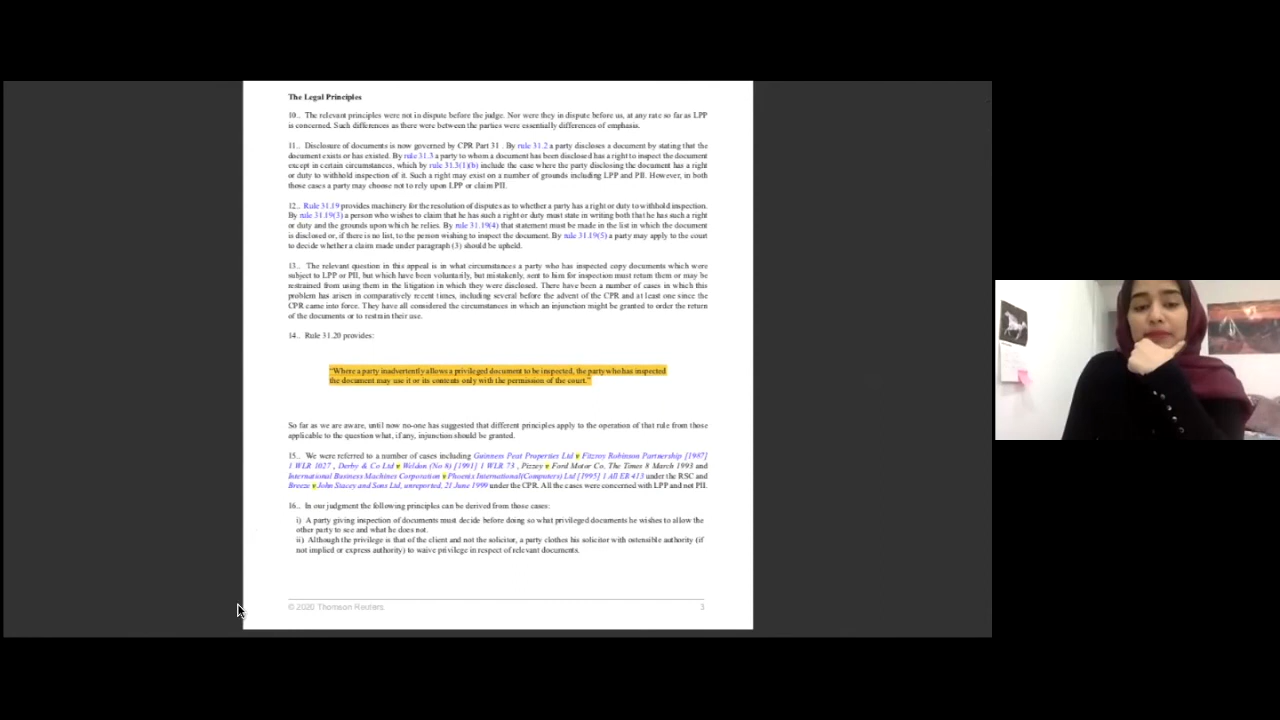 The Legal Principles
10.. The relevant principles were not in dispute before the judge. Nor were they in dispute before us, at any rate so far as LPP
is concerned. Such differences as there were between the parties were essentially differences of emphasis.
11.. Disclosure of documents is now governed by CPR Part 31 . By rule 31.2 a party discloses a document by stating that the
document exists or has existed. By rule 31.3 a party to whom a document has been disclosed has a right to inspect the document
except in certain circumstances, which by rule 31.3(1)(b) include the case where the party disclosing the document has a right
or duty to withhold inspection of it. Such a right may exist on a number of grounds including LPP and PII. However, in both
those cases a party may choose not to rely upon LPP or claim PII.
12.. Rule 31.19 provides machinery for the resolution of disputes as to whether a party has a right or duty to withhold inspection.
By rule 31.19(3) a person who wishes to claim that he has such a right or duty must state in writing both that he has such a right
or duty and the grounds upon which he relies. By rule 31.19(4) that statement must be made in the list in which the document
is disclosed or, if there is no list, to the person wishing to inspect the document. By rule 31.19(5) a party may apply to the court
to decide whether a claim made under paragraph (3) should be upheld.
13.. The relevant question in this appeal is in what circumstances a party who has inspected copy documents which were
subject to LPP or PII, but which have been voluntarily, but mistakenly, sent to him for inspection must return them or may be
restrained from using them in the litigation in which they were disclosed. There have been a number of cases in which this
problem has arisen in comparatively recent times, including several before the advent of the CPR and at least one since the
CPR came into force. They have all considered the circumstances in which an injunction might be granted to order the return
of the documents or to restrain their use.
14.. Rule 31.20 provides:
“Where a party inadvertently allows a privileged document to be inspected, the party who has inspected
the document may use it or its contents only with the permission of the court.”
So far as we are aware, until now no-one has suggested that different principles apply to the operation of that rule from those
applicable to the question what, if any, injunction should be granted.
15.. We were referred to a number of cases including Guinness Peat Properties Ltd v Fitzroy Robinson Partnership [1987]
1 WLR 1027 , Derby & Co Ltd v Weldon (No 8) [1991] 1 WLR 73 , Pizzey v Ford Motor Co, The Times 8 March 1993 and
International Business Machines Corporation v Phoenix International(Computers) Ltd [1995] 1 All ER 413 under the RSC and
Breeze v John Stacey and Sons Ltd, unreported, 21 June 1999 under the CPR. All the cases were concerned with LPP and not PII.
16.. In our judgment the following principles can be derived from those cases:
i) A party giving inspection of documents must decide before doing so what privileged documents he wishes to allow the
other party to see and what he does not.
ii) Although the privilege is that of the client and not the solicitor, a party clothes his solicitor with ostensible authority (if
not implied or express authority) to waive privilege in respect of relevant documents.
© 2020 Thomson Reuters.
3